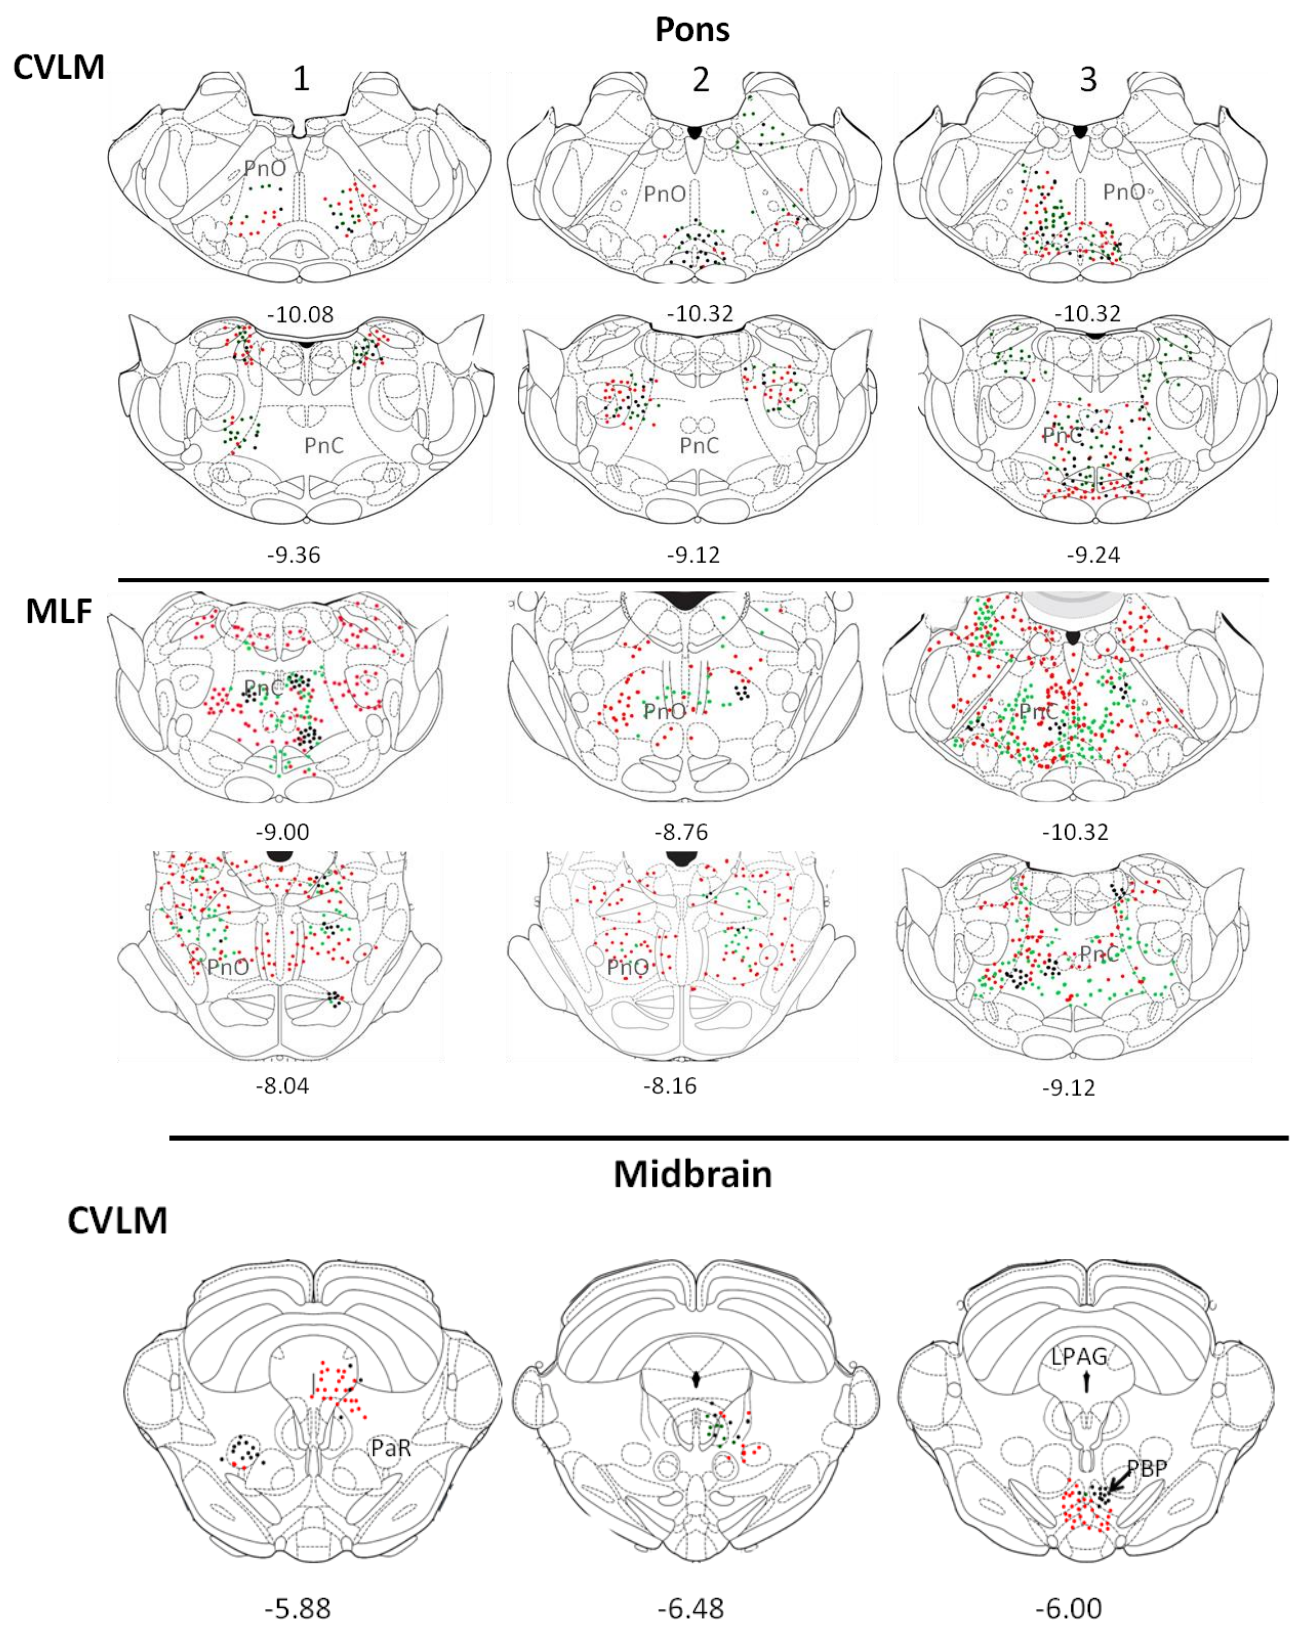 Pons
CVLM
1 2 3
PnO PnO PnO
-10.08 -10.32 -10.32
PnC PnC PnC
-9.36 -9.12 -9.24
MLF
PnC PnO PnC
-9.00 -8.76 -10.32
PnO PnO PnC
-8.04 -8.16 -9.12
Midbrain
CVLM
LPAG
PaR
PBP
-5.88 -6.48 -6.00